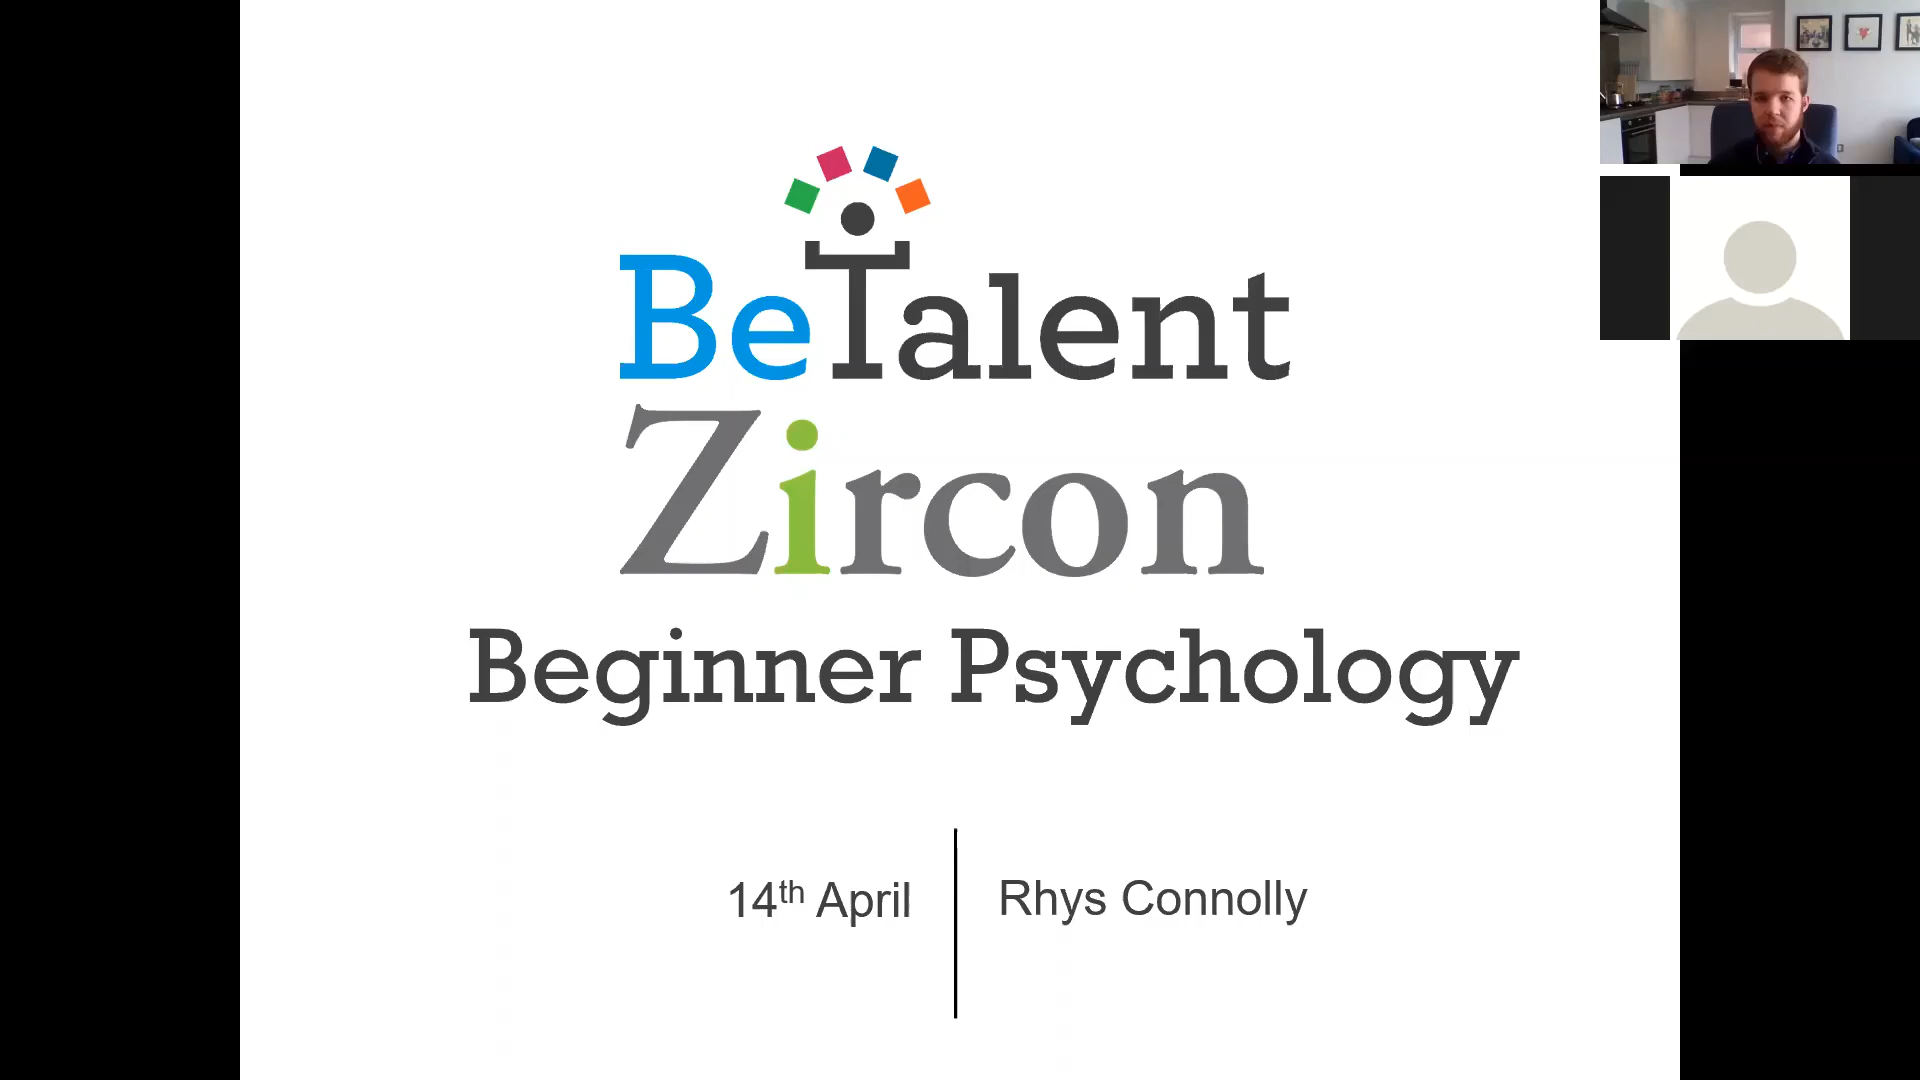 BeTalent
Zircon
Beginner Psychology
14th April
Rhys Connolly